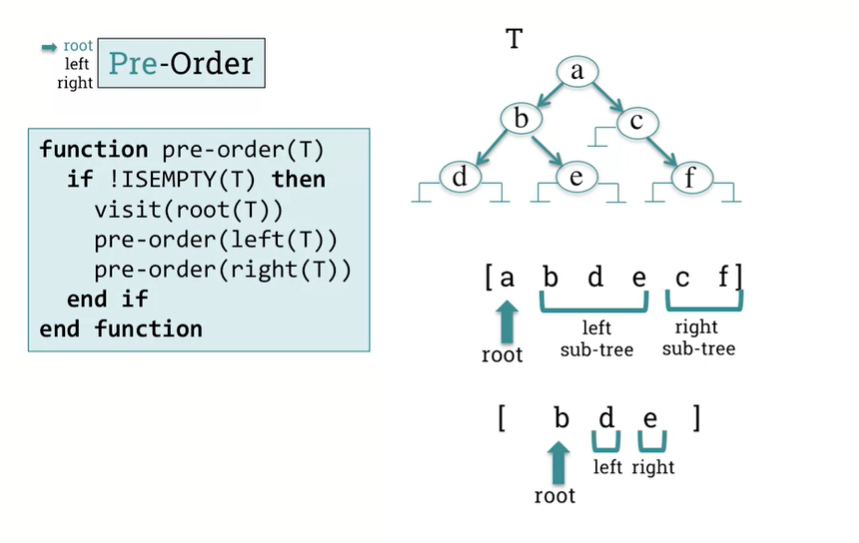 root
left
right
Pre-Order
function pre-order(T)
if !ISEMPTY(T) then
visit(root(T))
pre-order(left(T))
pre-order(right(T))
end if
end function
T
a
b
c
d
e
f
[a b d e c f]
root
left
sub-tree
right
sub-tree
[ b d e ]
left right
root